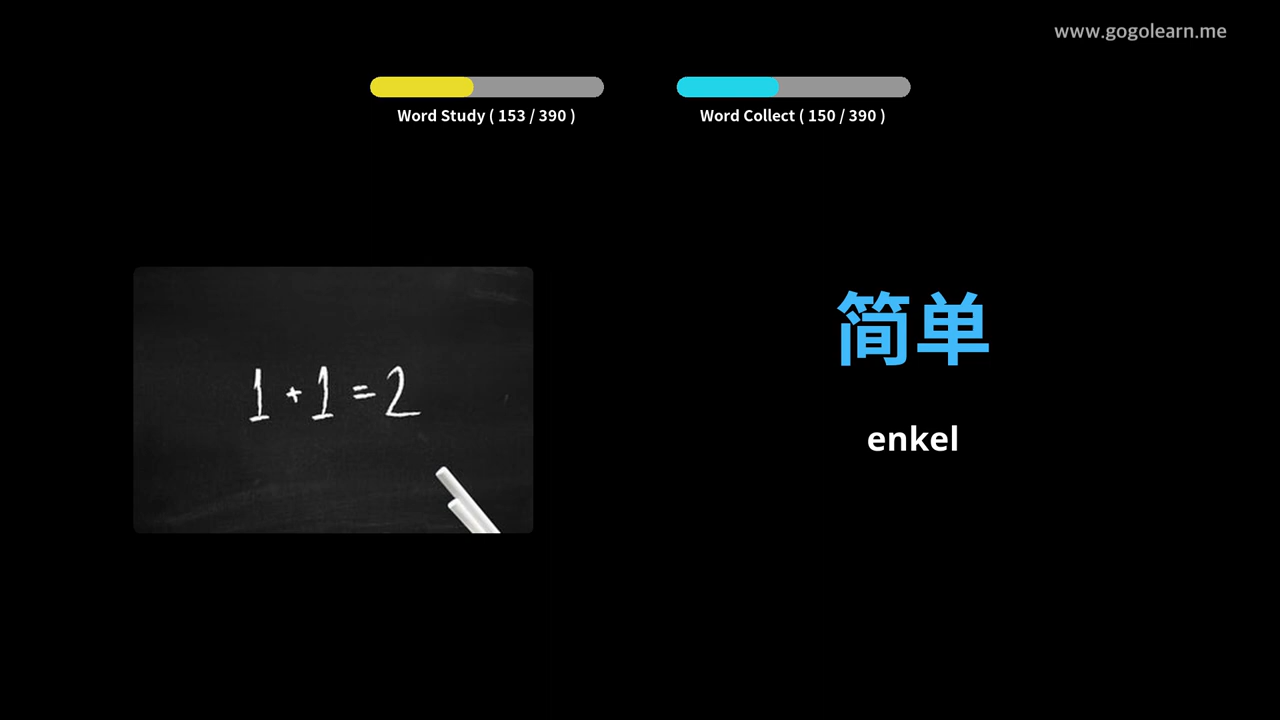 www.gogolearn.me
Word Study ( 153 / 390 )
Word Collect ( 150 / 390 )
1 + 1 = 2
简单
enkel